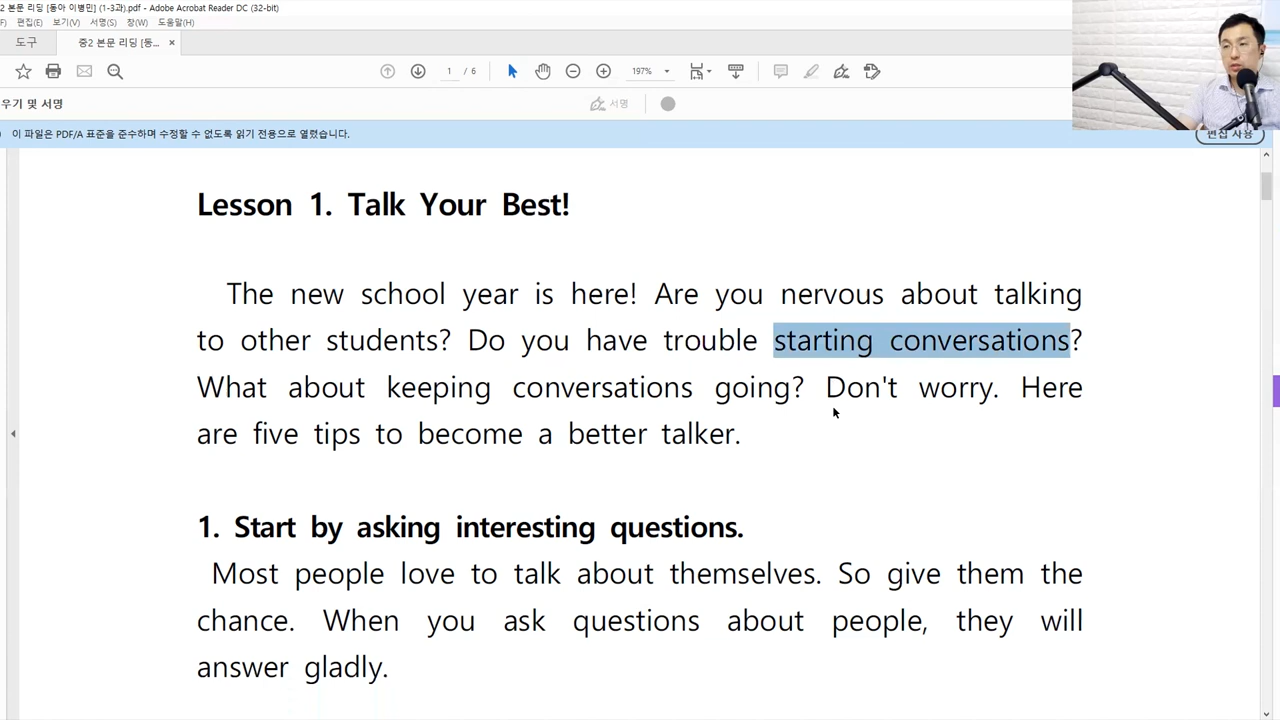 2 본문 리딩 [동아 이병민] (1-3과).pdf - Adobe Acrobat Reader DC (32-bit)
F) 편집(E) 보기(V) 서명(S) 창(W) 도움말(H)
도구 중2 본문 리딩 [동... ×
1 / 6 197% 서명
우기 및 서명
이 파일은 PDF/A 표준을 준수하며 수정할 수 없도록 읽기 전용으로 열렸습니다. 편집 사용
Lesson 1. Talk Your Best!
The new school year is here! Are you nervous about talking
to other students? Do you have trouble starting conversations?
What about keeping conversations going? Don't worry. Here
are five tips to become a better talker.
1. Start by asking interesting questions.
Most people love to talk about themselves. So give them the
chance. When you ask questions about people, they will
answer gladly.